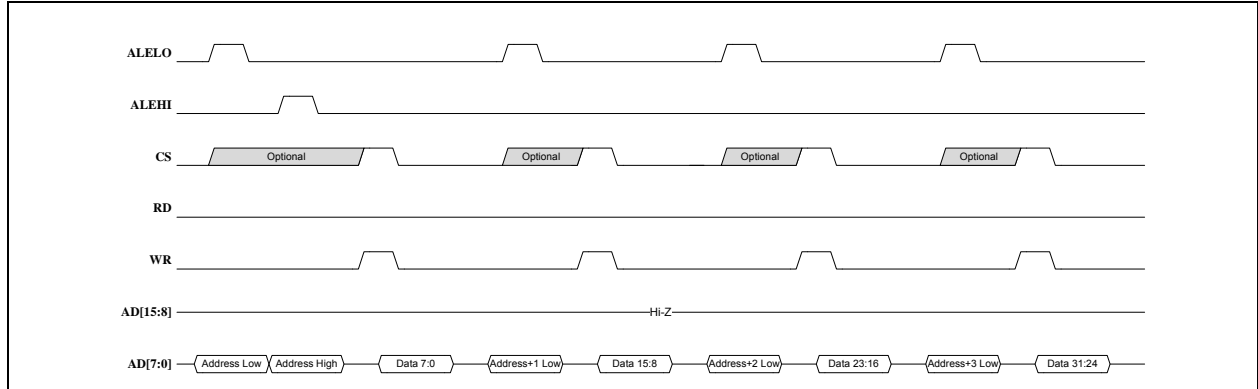 ALELO
ALEHI
CS Optional Optional Optional Optional
RD
WR
AD[15:8] Hi-Z
AD[7:0] Address Low Address High Data 7:0 Address+1 Low Data 15:8 Address+2 Low Data 23:16 Address+3 Low Data 31:24